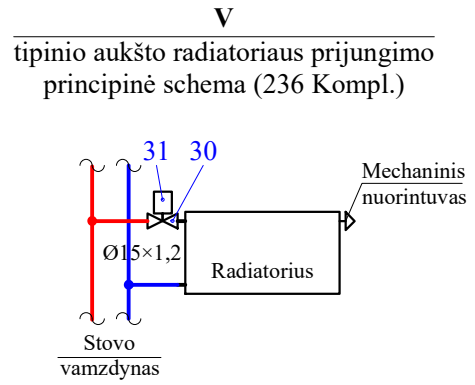 V
tipinio aukšto radiatoriaus prijungimo
principinė schema (236 Kompl.)
31 30
Mechaninis
nuorintuvas
Ø15×1,2
Radiatorius
Stovo
vamzdynas